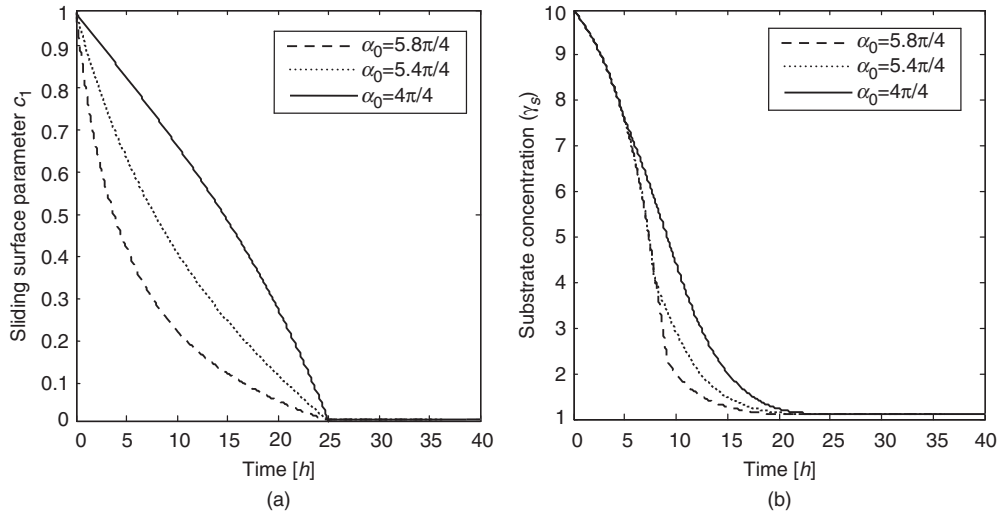 1
0.9
0.8
0.7
0.6
0.5
0.4
0.3
0.2
0.1
0
Sliding surface parameter c₁
α₀=5.8π/4
α₀=5.4π/4
α₀=4π/4
0 5 10 15 20 25 30 35 40
Time [h]
(a)
10
9
8
7
6
5
4
3
2
1
Substrate concentration (γₛ)
α₀=5.8π/4
α₀=5.4π/4
α₀=4π/4
0 5 10 15 20 25 30 35 40
Time [h]
(b)